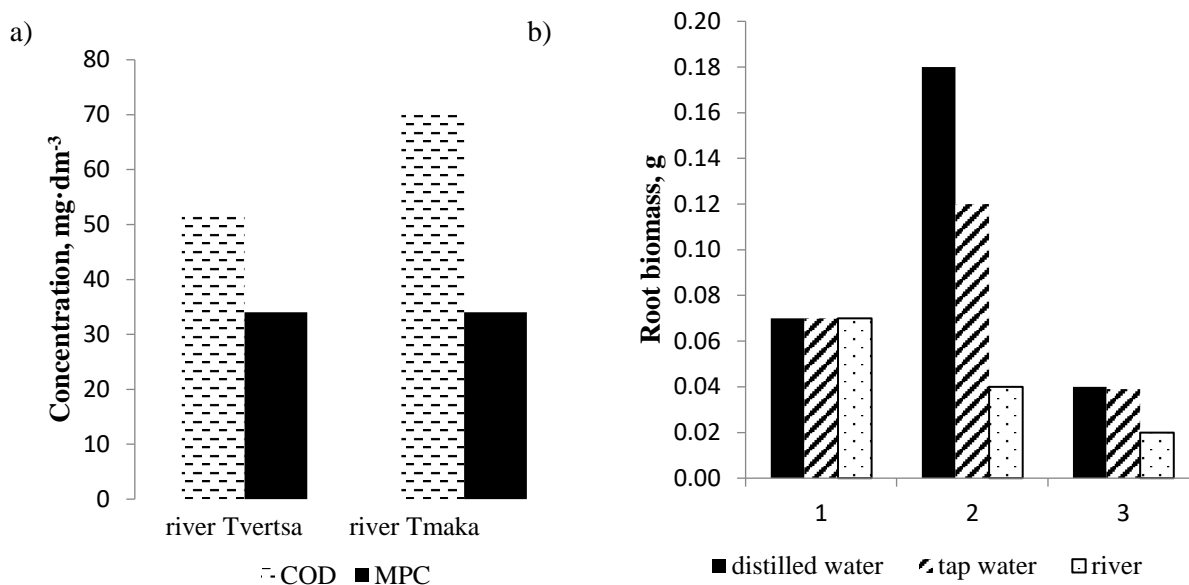 a)
Concentration, mg·dm-3
80
70
60
50
40
30
20
10
0
river Tvertsa river Tmaka
COD MPC
b)
Root biomass, g
0.20
0.18
0.16
0.14
0.12
0.10
0.08
0.06
0.04
0.02
0.00
1 2 3
distilled water tap water river